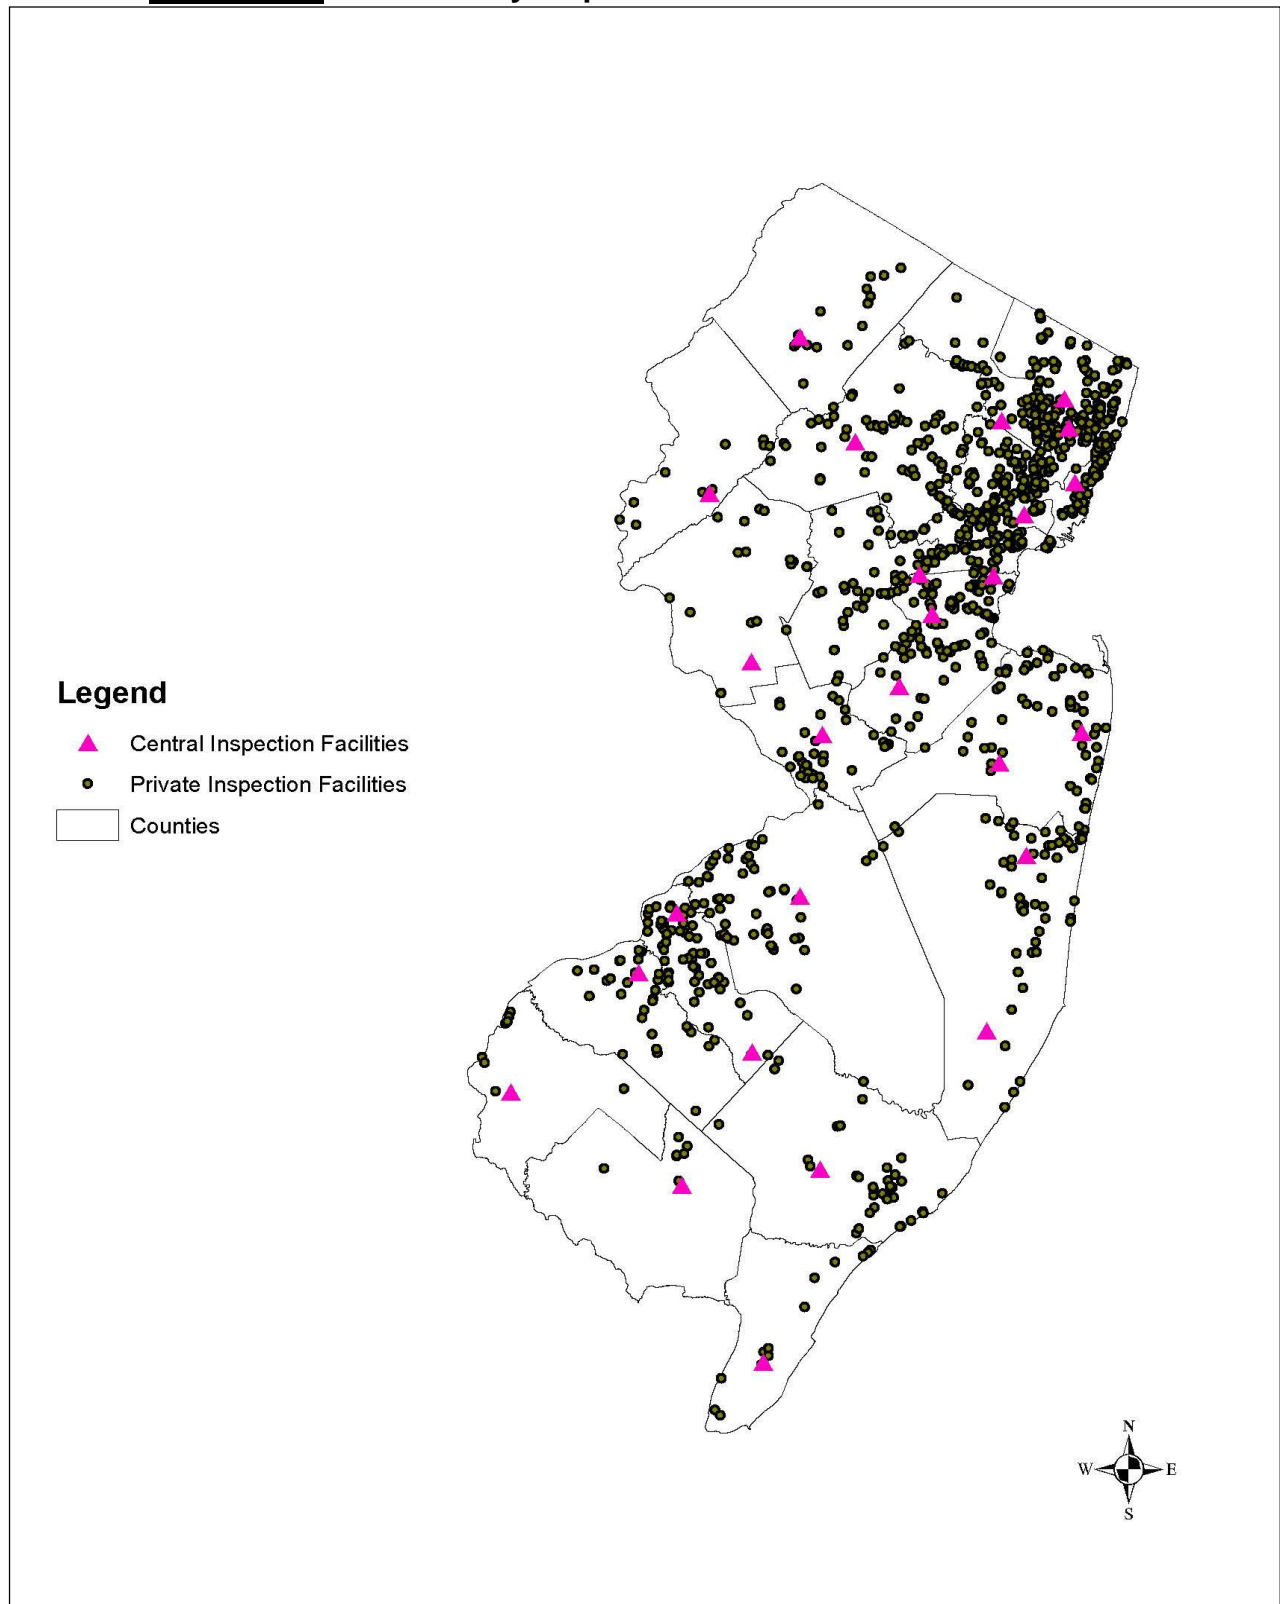 Legend
Central Inspection Facilities
Private Inspection Facilities
Counties
N
W E
S